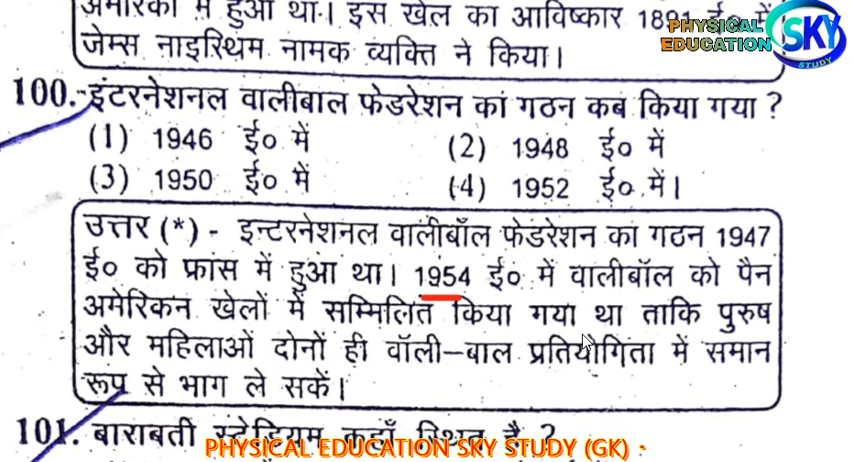 अमेरिका में हुआ था। इस खेल का आविष्कार 1891 ई० में
जेम्स नाइस्थिम नामक व्यक्ति ने किया।
PHYSICAL
EDUCATION
SKY
STUDY
100.-इंटरनेशनल वालीबाल फेडरेशन का गठन कब किया गया ?
(1) 1946 ई० में
(2) 1948 ई० में
(3) 1950 ई० में
(4) 1952 ई० में।
उत्तर (*) - इन्टरनेशनल वालीबॉल फेडरेशन का गठन 1947
ई० को फ्रांस में हुआ था। 1954 ई० में वालीबॉल को पैन
अमेरिकन खेलों में सम्मिलित किया गया था ताकि पुरुष
और महिलाओं दोनों ही वॉली–बाल प्रतियोगिता में समान
रूप से भाग ले सकें।
101. बाराबती स्टेडियम कहाँ स्थित है ?
PHYSICAL EDUCATION SKY STUDY (GK) -